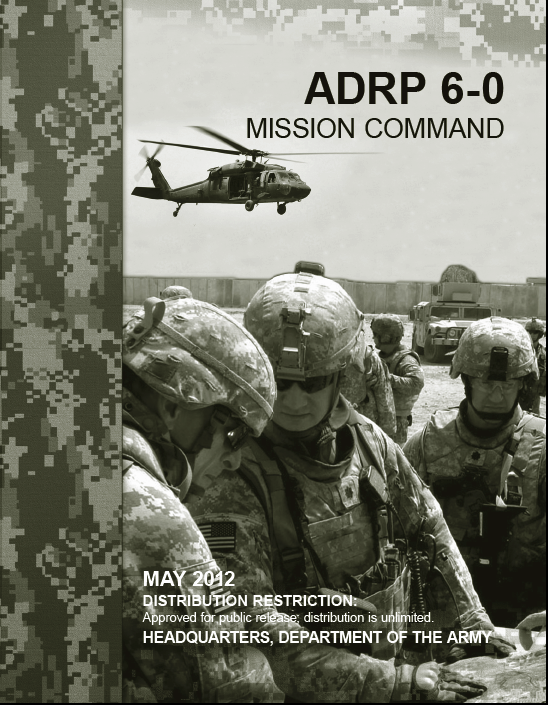 ADRP 6-0
MISSION COMMAND
MAY 2012
DISTRIBUTION RESTRICTION:
Approved for public release; distribution is unlimited.
HEADQUARTERS, DEPARTMENT OF THE ARMY